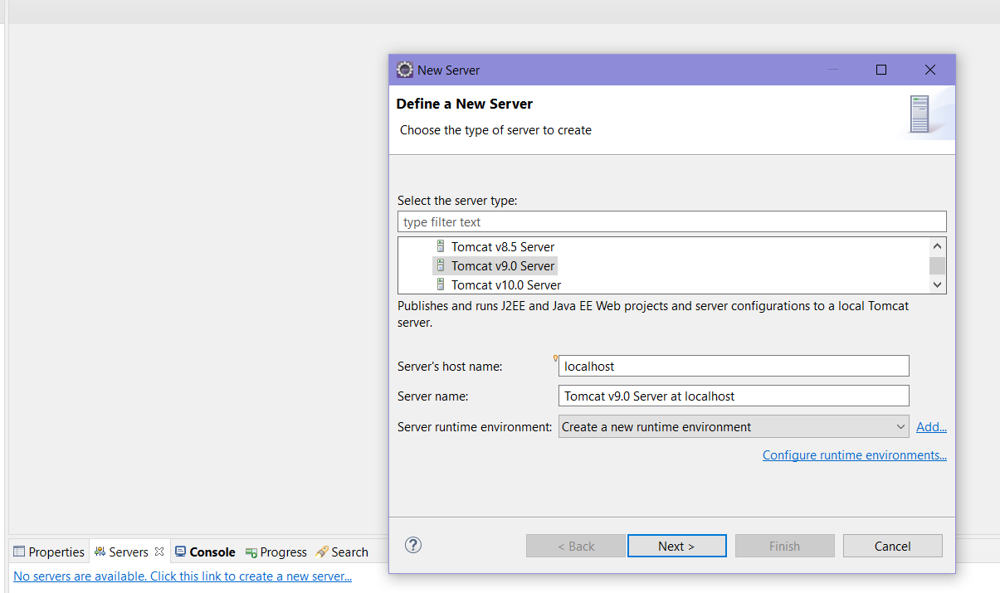 New Server
Define a New Server
Choose the type of server to create
Select the server type:
type filter text
Tomcat v8.5 Server
Tomcat v9.0 Server
Tomcat v10.0 Server
Publishes and runs J2EE and Java EE Web projects and server configurations to a local Tomcat
server.
Server's host name: localhost
Server name: Tomcat v9.0 Server at localhost
Server runtime environment: Create a new runtime environment Add...
Configure runtime environments...
? < Back Next > Finish Cancel
Properties Servers Console Progress Search
No servers are available. Click this link to create a new server...